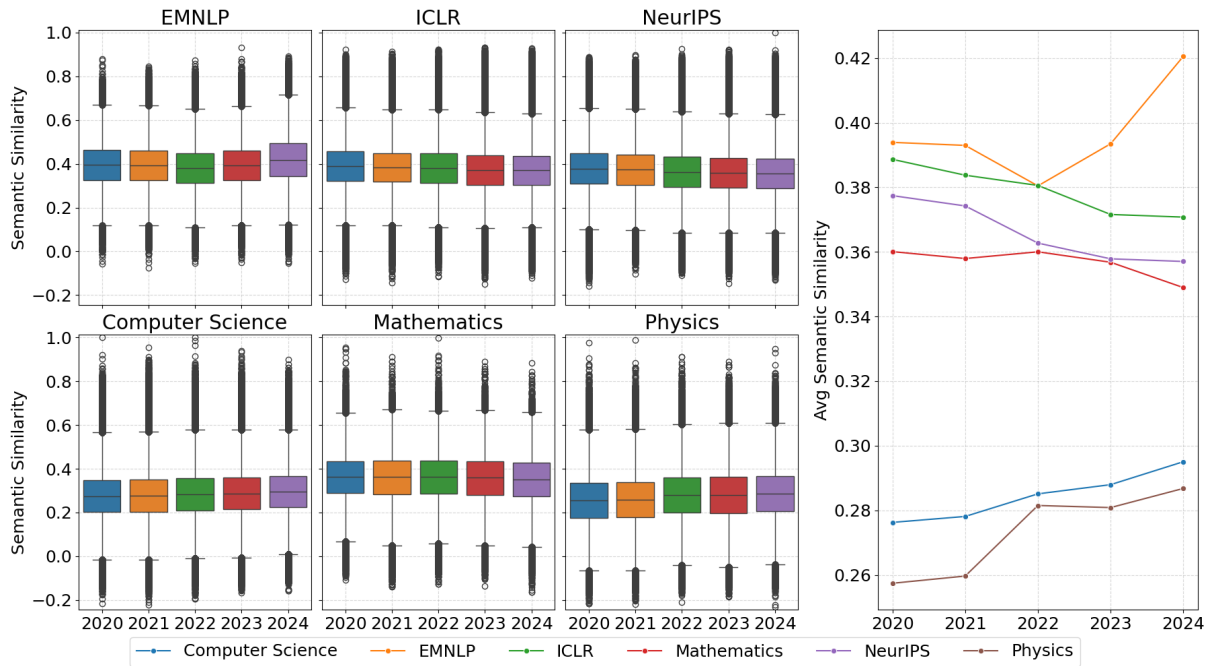 EMNLP ICLR NeurIPS
Semantic Similarity
1.0
0.8
0.6
0.4
0.2
0.0
−0.2
Computer Science Mathematics Physics
Semantic Similarity
1.0
0.8
0.6
0.4
0.2
0.0
−0.2
2020 2021 2022 2023 2024 2020 2021 2022 2023 2024 2020 2021 2022 2023 2024
Avg Semantic Similarity
0.42
0.40
0.38
0.36
0.34
0.32
0.30
0.28
0.26
2020 2021 2022 2023 2024
Computer Science EMNLP ICLR Mathematics NeurIPS Physics